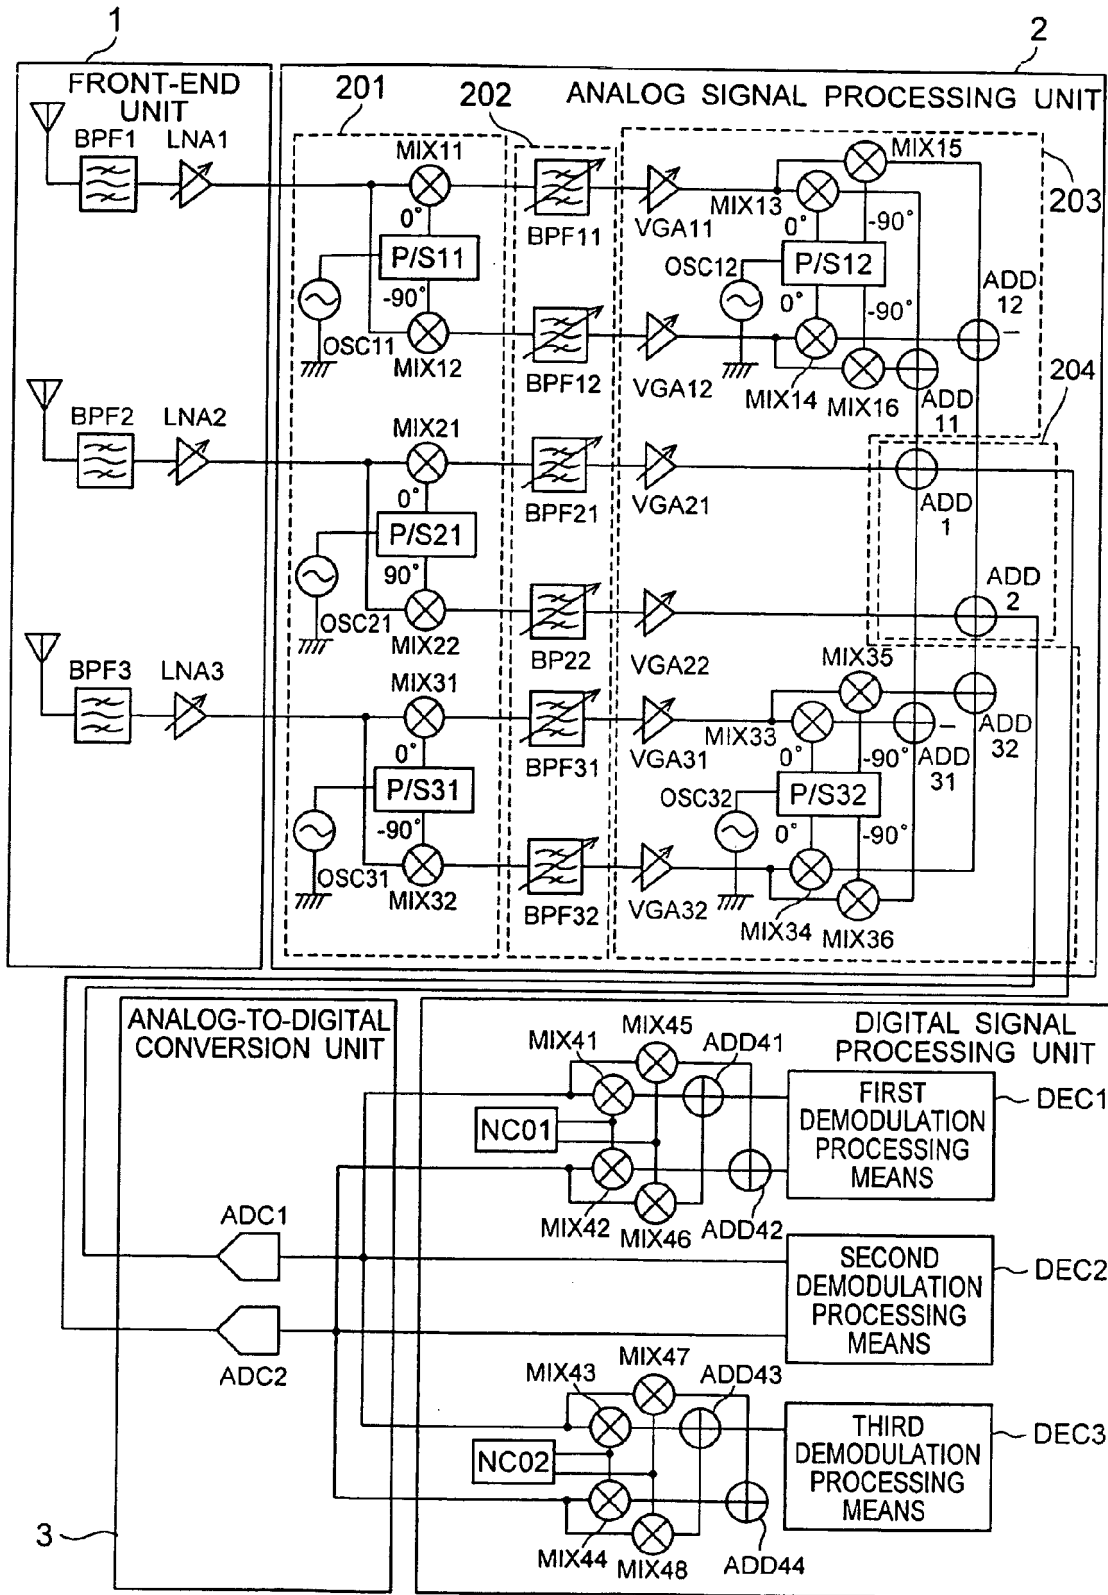 1
2
FRONT-END
UNIT
201
202
ANALOG SIGNAL PROCESSING UNIT
BPF1
LNA1
MIX11
MIX15
203
0°
P/S11
-90°
BPF11
VGA11
MIX13
0°
-90°
OSC12
P/S12
0°
-90°
ADD
12
OSC11
MIX12
BPF12
VGA12
MIX14
MIX16
ADD
11
−
204
BPF2
LNA2
MIX21
0°
P/S21
90°
BPF21
VGA21
ADD
1
OSC21
MIX22
BP22
VGA22
ADD
2
BPF3
LNA3
MIX31
0°
P/S31
-90°
BPF31
VGA31
MIX35
MIX33
0°
-90°
−
ADD
31
ADD
32
OSC32
P/S32
0°
-90°
OSC31
MIX32
BPF32
VGA32
MIX34
MIX36
ANALOG-TO-DIGITAL
CONVERSION UNIT
DIGITAL SIGNAL
PROCESSING UNIT
MIX45
MIX41
ADD41
NC01
MIX42
MIX46
ADD42
FIRST
DEMODULATION
PROCESSING
MEANS
DEC1
ADC1
ADC2
SECOND
DEMODULATION
PROCESSING
MEANS
DEC2
MIX47
MIX43
ADD43
NC02
MIX44
MIX48
ADD44
THIRD
DEMODULATION
PROCESSING
MEANS
DEC3
3